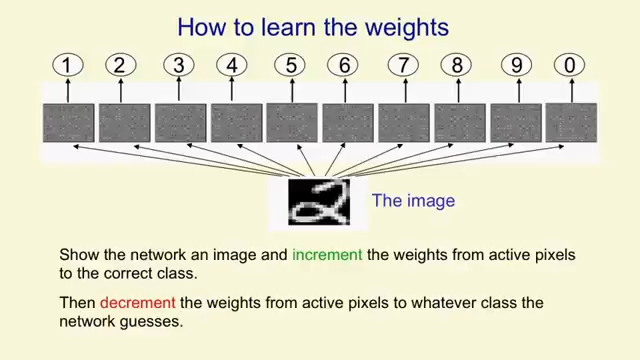 How to learn the weights
1 2 3 4 5 6 7 8 9 0
The image
Show the network an image and increment the weights from active pixels
to the correct class.
Then decrement the weights from active pixels to whatever class the
network guesses.